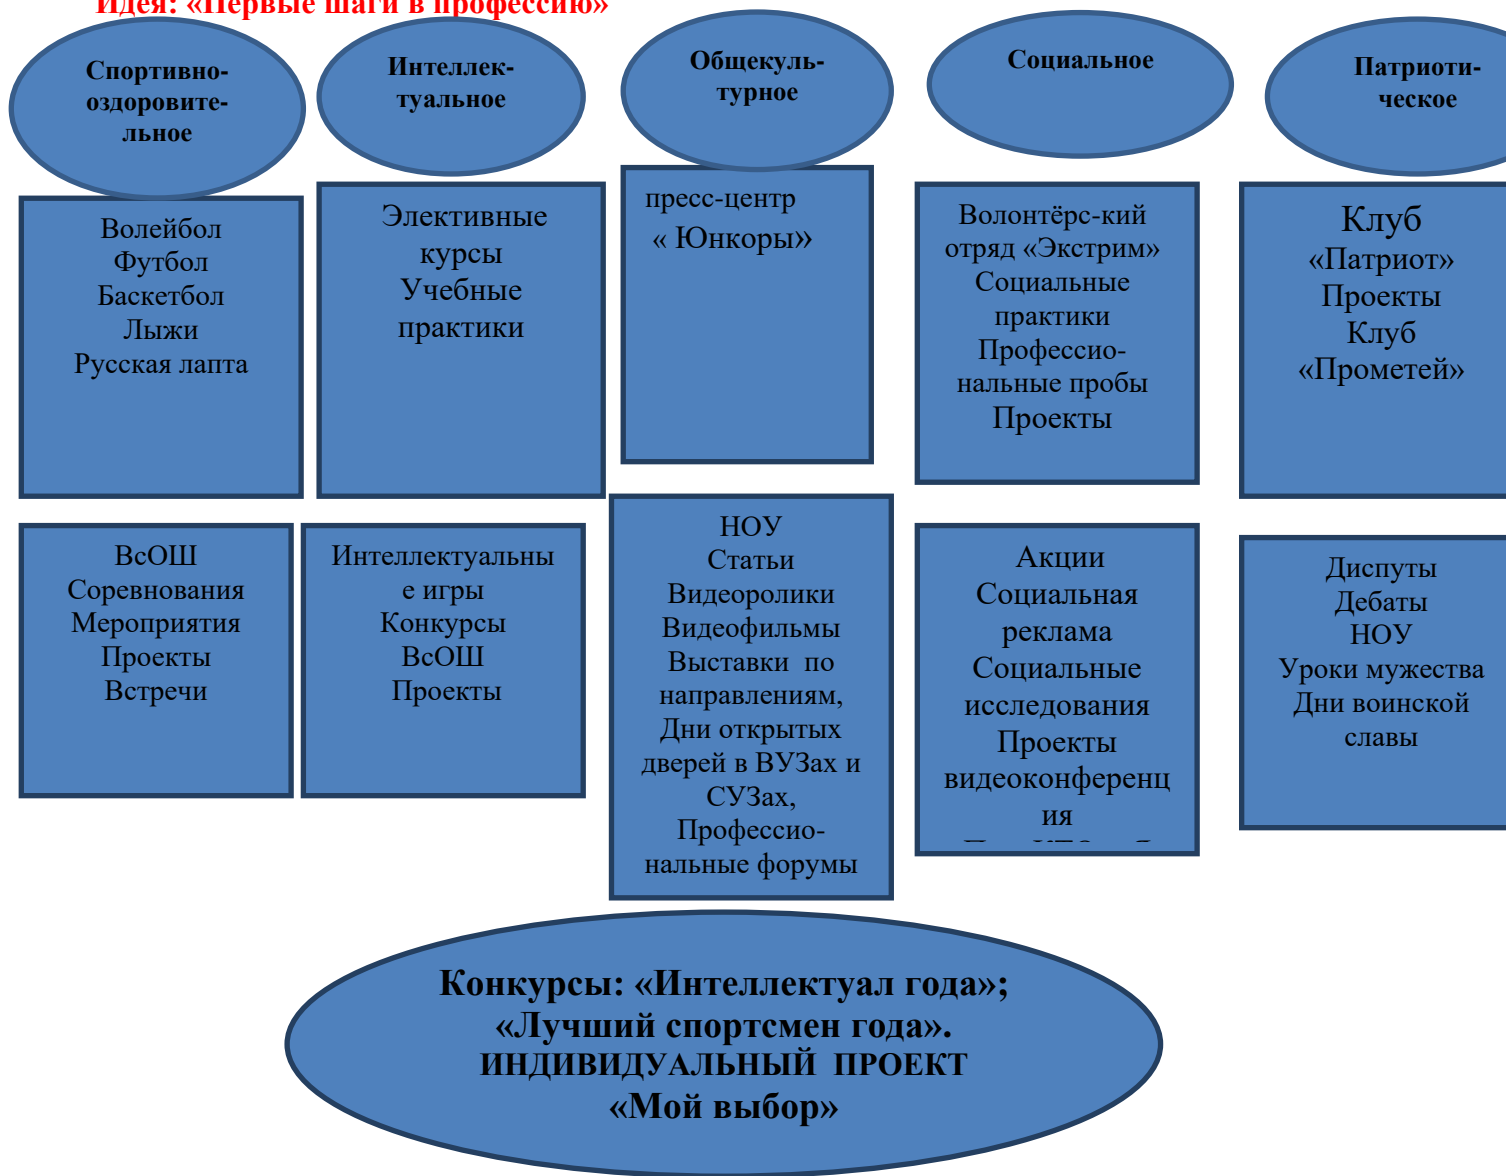 Идея: «Первые шаги в профессию»
Спортивно-
оздоровите-
льное
Интеллек-
туальное
Общекуль-
турное
Социальное
Патриоти-
ческое
Волейбол
Футбол
Баскетбол
Лыжи
Русская лапта
Элективные
курсы
Учебные
практики
пресс-центр
« Юнкоры»
Волонтёрс-кий
отряд «Экстрим»
Социальные
практики
Профессио-
нальные пробы
Проекты
Клуб
«Патриот»
Проекты
Клуб
«Прометей»
ВсОШ
Соревнования
Мероприятия
Проекты
Встречи
Интеллектуальны
е игры
Конкурсы
ВсОШ
Проекты
НОУ
Статьи
Видеоролики
Видеофильмы
Выставки по
направлениям,
Дни открытых
дверей в ВУЗах и
СУЗах,
Профессио-
нальные форумы
Акции
Социальная
реклама
Социальные
исследования
Проекты
видеоконференц
ия
Диспуты
Дебаты
НОУ
Уроки мужества
Дни воинской
славы
Конкурсы: «Интеллектуал года»;
«Лучший спортсмен года».
ИНДИВИДУАЛЬНЫЙ ПРОЕКТ
«Мой выбор»